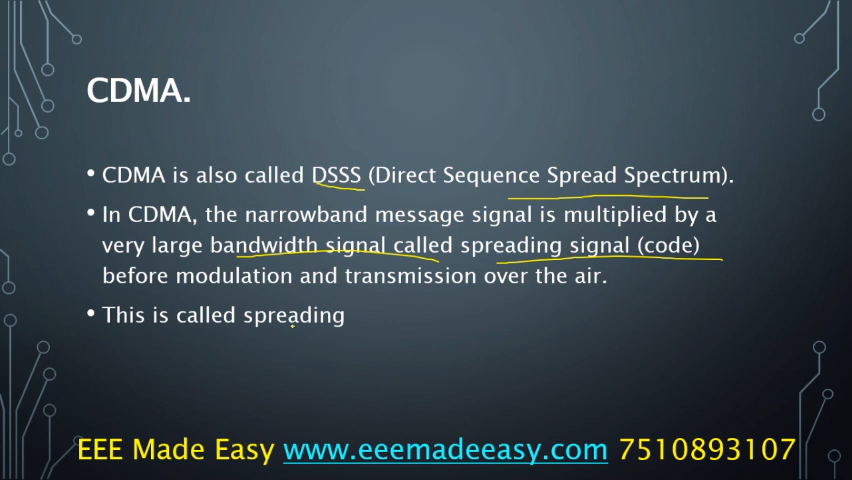 CDMA.
• CDMA is also called DSSS (Direct Sequence Spread Spectrum).
• In CDMA, the narrowband message signal is multiplied by a
very large bandwidth signal called spreading signal (code)
before modulation and transmission over the air.
• This is called spreading
EEE Made Easy www.eeemadeeasy.com 7510893107